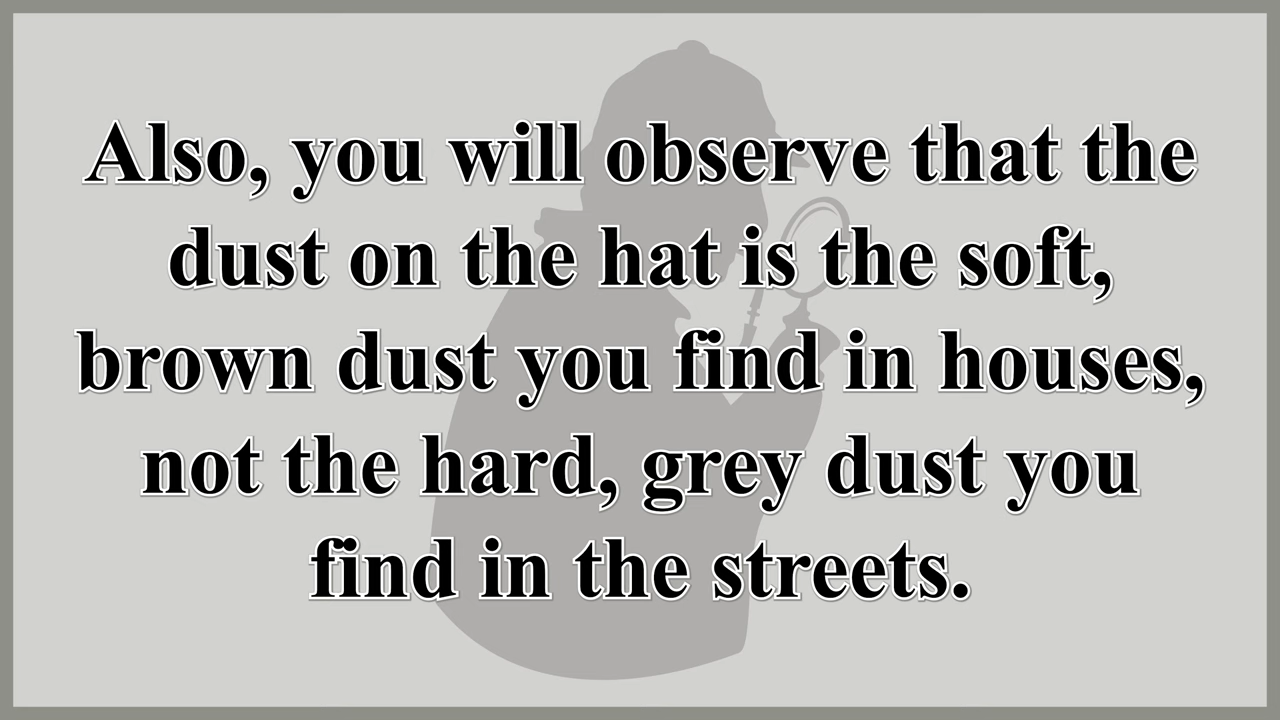 Also, you will observe that the
dust on the hat is the soft,
brown dust you find in houses,
not the hard, grey dust you
find in the streets.